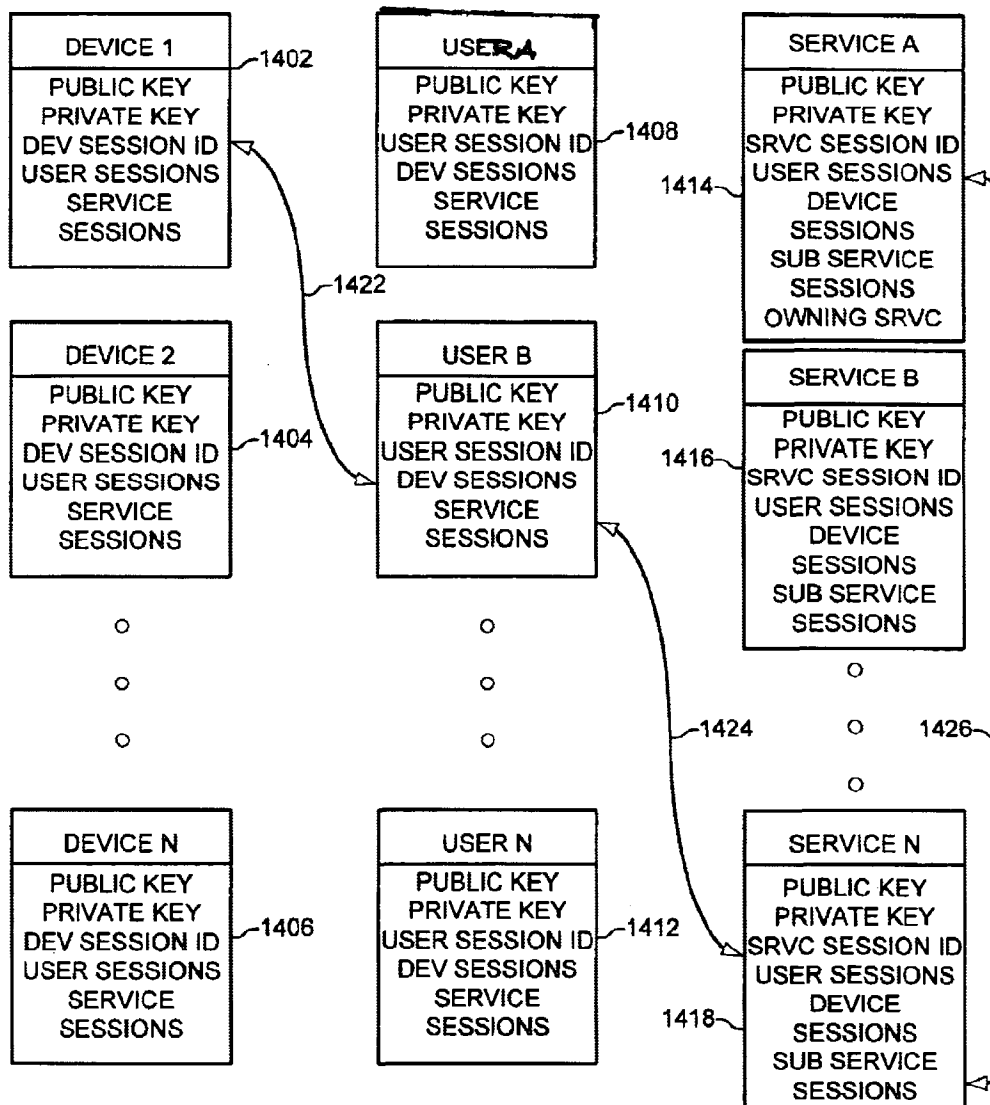 DEVICE 1
1402
PUBLIC KEY
PRIVATE KEY
DEV SESSION ID
USER SESSIONS
SERVICE
SESSIONS
USER A
PUBLIC KEY
PRIVATE KEY
USER SESSION ID
1408
DEV SESSIONS
SERVICE
SESSIONS
SERVICE A
PUBLIC KEY
PRIVATE KEY
SRVC SESSION ID
USER SESSIONS
1414
DEVICE
SESSIONS
SUB SERVICE
SESSIONS
OWNING SRVC
1422
DEVICE 2
PUBLIC KEY
PRIVATE KEY
1404
DEV SESSION ID
USER SESSIONS
SERVICE
SESSIONS
USER B
PUBLIC KEY
1410
PRIVATE KEY
USER SESSION ID
DEV SESSIONS
SERVICE
SESSIONS
SERVICE B
PUBLIC KEY
PRIVATE KEY
1416
SRVC SESSION ID
USER SESSIONS
DEVICE
SESSIONS
SUB SERVICE
SESSIONS
1424
1426
DEVICE N
PUBLIC KEY
PRIVATE KEY
1406
DEV SESSION ID
USER SESSIONS
SERVICE
SESSIONS
USER N
PUBLIC KEY
PRIVATE KEY
1412
USER SESSION ID
DEV SESSIONS
SERVICE
SESSIONS
SERVICE N
PUBLIC KEY
PRIVATE KEY
SRVC SESSION ID
USER SESSIONS
DEVICE
1418
SESSIONS
SUB SERVICE
SESSIONS